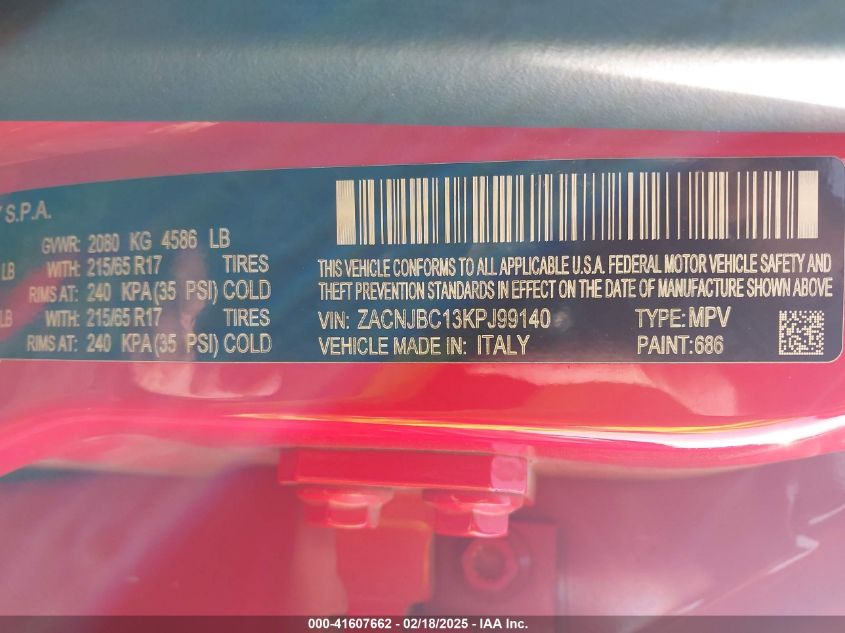 Y S.P.A.
GVWR: 2080 KG 4586 LB
LB WITH: 215/65 R17 TIRES
RIMS AT: 240 KPA (35 PSI) COLD
LB WITH: 215/65 R17 TIRES
RIMS AT: 240 KPA (35 PSI) COLD
THIS VEHICLE CONFORMS TO ALL APPLICABLE U.S.A. FEDERAL MOTOR VEHICLE SAFETY AND
THEFT PREVENTION STANDARDS IN EFFECT ON THE DATE OF MANUFACTURE SHOWN ABOVE
VIN: ZACNJBC13KPJ99140 TYPE: MPV
VEHICLE MADE IN: ITALY PAINT: 686
000-41607662 - 02/18/2025 - IAA Inc.